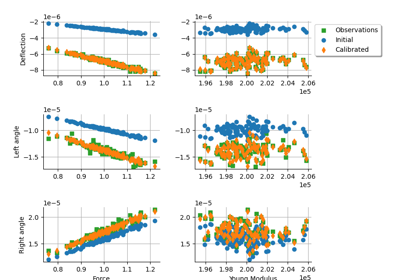 1e−6
1e−6
−2
−4
−6
−8
Deflection
0.8 0.9 1.0 1.1 1.2
−2
−4
−6
−8
1.96 1.98 2.00 2.02 2.04 2.06
1e5
Observations
Initial
Calibrated
1e−5
1e−5
−1.0
−1.5
Left angle
0.8 0.9 1.0 1.1 1.2
−1.0
−1.5
1.96 1.98 2.00 2.02 2.04 2.06
1e5
1e−5
1e−5
2.0
1.5
Right angle
0.8 0.9 1.0 1.1 1.2
Force
2.0
1.5
1.96 1.98 2.00 2.02 2.04 2.06
1e5
Young Modulus